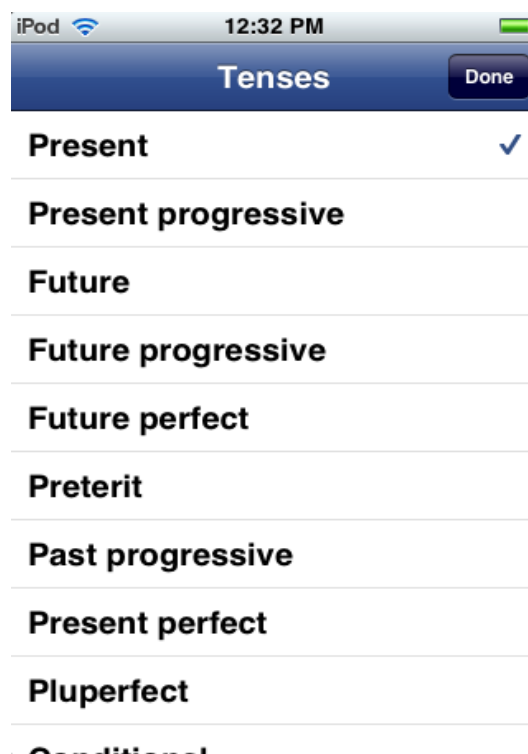 iPod 12:32 PM
Tenses Done
Present
Present progressive
Future
Future progressive
Future perfect
Preterit
Past progressive
Present perfect
Pluperfect
Conditional